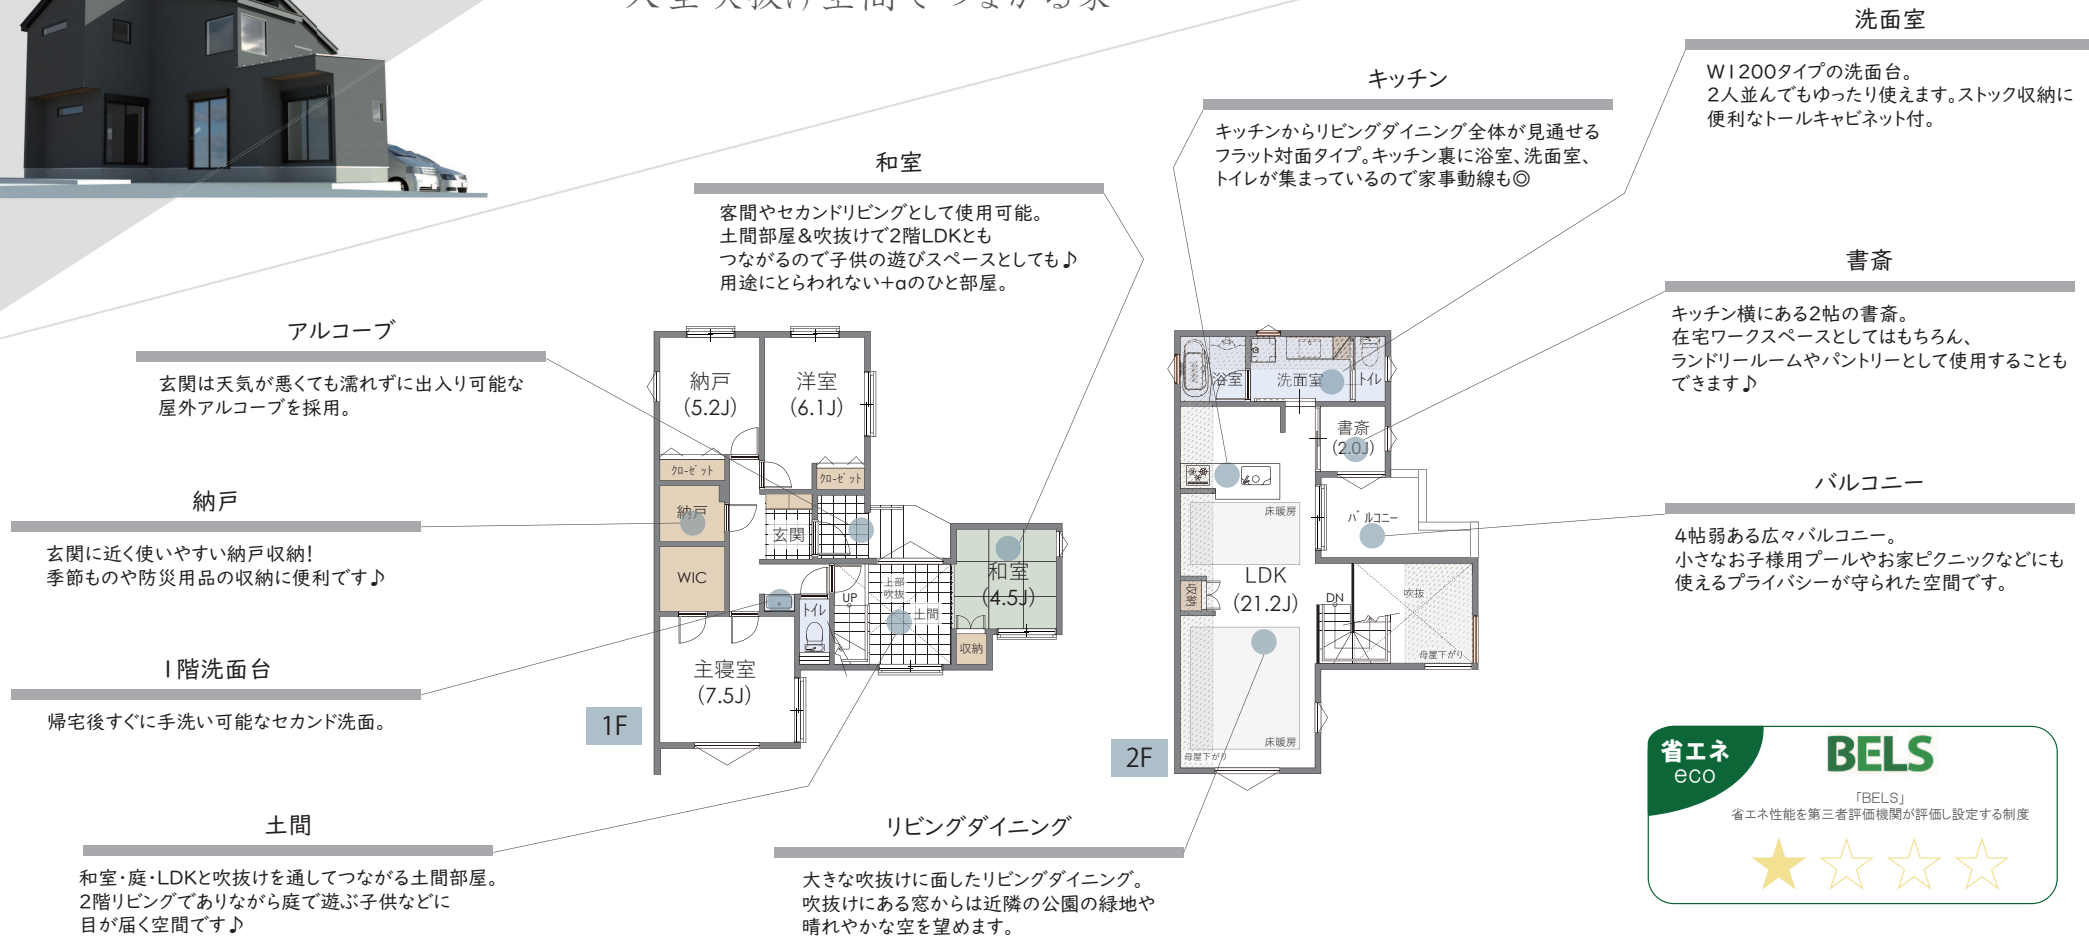 大型吹抜け空間でつながる家
洗面室
W1200タイプの洗面台。
2人並んでもゆったり使えます。ストック収納に
便利なトールキャビネット付。
キッチン
キッチンからリビングダイニング全体が見通せる
フラット対面タイプ。キッチン裏に浴室、洗面室、
トイレが集まっているので家事動線も◎
和室
客間やセカンドリビングとして使用可能。
土間部屋&吹抜けで2階LDKとも
つながるので子供の遊びスペースとしても♪
用途にとらわれない+αのひと部屋。
書斎
キッチン横にある2帖の書斎。
在宅ワークスペースとしてはもちろん、
ランドリールームやパントリーとして使用することも
できます♪
アルコーブ
玄関は天気が悪くても濡れずに出入り可能な
屋外アルコーブを採用。
納戸
玄関に近く使いやすい納戸収納!
季節ものや防災用品の収納に便利です♪
バルコニー
4帖弱ある広々バルコニー。
小さなお子様用プールやお家ピクニックなどにも
使えるプライバシーが守られた空間です。
1階洗面台
帰宅後すぐに手洗い可能なセカンド洗面。
土間
和室・庭・LDKと吹抜けを通してつながる土間部屋。
2階リビングでありながら庭で遊ぶ子供などに
目が届く空間です♪
リビングダイニング
大きな吹抜けに面したリビングダイニング。
吹抜けにある窓からは近隣の公園の緑地や
晴れやかな空を望めます。
1F
納戸
(5.2J)
洋室
(6.1J)
クローゼット
クローゼット
納戸
玄関
WIC
トイレ
UP
上部
吹抜
土間
和室
(4.5J)
収納
主寝室
(7.5J)
2F
浴室
洗面室
トイレ
書斎
(2.0J)
床暖房
バルコニー
LDK
(21.2J)
収納
DN
吹抜
母屋下がり
床暖房
母屋下がり
省エネ
eco
BELS
「BELS」
省エネ性能を第三者評価機関が評価し設定する制度